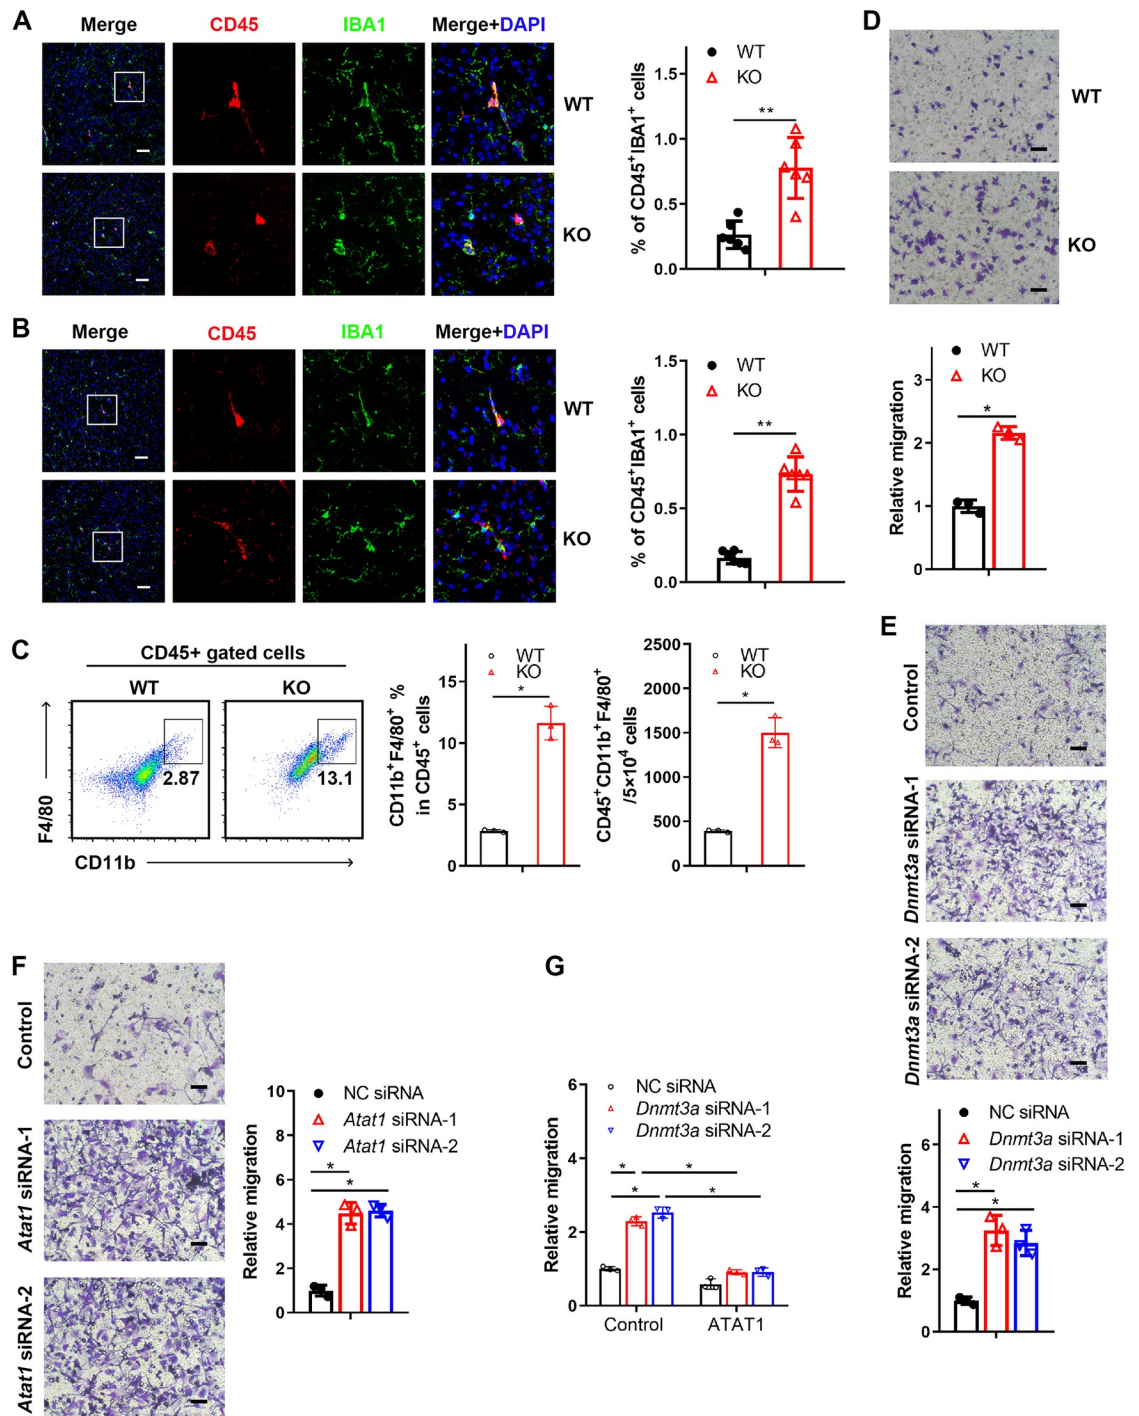 A
Merge
CD45
IBA1
Merge+DAPI
WT
KO
% of CD45+IBA1+ cells
WT
KO
**
1.5
1.0
0.5
0.0
D
WT
KO
Relative migration
WT
KO
*
3
2
1
0
B
Merge
CD45
IBA1
Merge+DAPI
WT
KO
% of CD45+IBA1+ cells
WT
KO
**
1.5
1.0
0.5
0.0
C
CD45+ gated cells
WT
KO
2.87
13.1
F4/80
CD11b
CD11b+F4/80+ %
in CD45+ cells
WT
KO
*
15
10
5
0
CD45+CD11b+F4/80+
/5×10⁴ cells
WT
KO
*
2500
2000
1500
1000
500
0
E
Control
Dnmt3a siRNA-1
Dnmt3a siRNA-2
NC siRNA
Dnmt3a siRNA-1
Dnmt3a siRNA-2
*
*
Relative migration
8
6
4
2
0
F
Control
Atat1 siRNA-1
Atat1 siRNA-2
NC siRNA
Atat1 siRNA-1
Atat1 siRNA-2
*
*
Relative migration
10
8
6
4
2
0
G
NC siRNA
Dnmt3a siRNA-1
Dnmt3a siRNA-2
*
*
*
*
Relative migration
6
4
2
0
Control
ATAT1